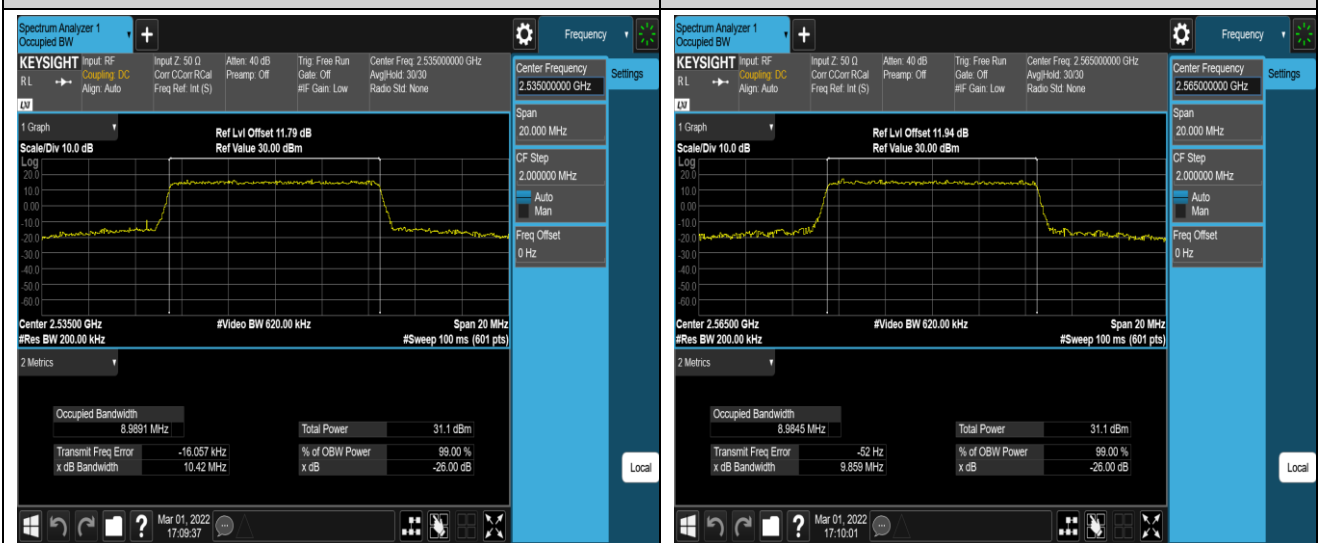 Spectrum Analyzer 1
Occupied BW
Frequency
KEYSIGHT
RL
LXI
Input: RF
Coupling: DC
Align: Auto
Input Z: 50 Ω
Corr CCorr RCal
Freq Ref: Int (S)
Atten: 40 dB
Preamp: Off
Trig: Free Run
Gate: Off
#IF Gain: Low
Center Freq: 2.535000000 GHz
Avg|Hold: 30/30
Radio Std: None
Center Frequency
2.535000000 GHz
Settings
Span
20.000 MHz
CF Step
2.000000 MHz
Auto
Man
Freq Offset
0 Hz
Local
1 Graph
Ref Lvl Offset 11.79 dB
Scale/Div 10.0 dB
Ref Value 30.00 dBm
Log
20.0
10.0
0.00
-10.0
-20.0
-30.0
-40.0
-50.0
-60.0
Center 2.53500 GHz
#Video BW 620.00 kHz
Span 20 MHz
#Res BW 200.00 kHz
#Sweep 100 ms (601 pts)
2 Metrics
Occupied Bandwidth
8.9891 MHz
Total Power 31.1 dBm
Transmit Freq Error -16.057 kHz
% of OBW Power 99.00 %
x dB Bandwidth 10.42 MHz
x dB -26.00 dB
?
Mar 01, 2022
17:09:37
Spectrum Analyzer 1
Occupied BW
Frequency
KEYSIGHT
RL
LXI
Input: RF
Coupling: DC
Align: Auto
Input Z: 50 Ω
Corr CCorr RCal
Freq Ref: Int (S)
Atten: 40 dB
Preamp: Off
Trig: Free Run
Gate: Off
#IF Gain: Low
Center Freq: 2.565000000 GHz
Avg|Hold: 30/30
Radio Std: None
Center Frequency
2.565000000 GHz
Settings
Span
20.000 MHz
CF Step
2.000000 MHz
Auto
Man
Freq Offset
0 Hz
Local
1 Graph
Ref Lvl Offset 11.94 dB
Scale/Div 10.0 dB
Ref Value 30.00 dBm
Log
20.0
10.0
0.00
-10.0
-20.0
-30.0
-40.0
-50.0
-60.0
Center 2.56500 GHz
#Video BW 620.00 kHz
Span 20 MHz
#Res BW 200.00 kHz
#Sweep 100 ms (601 pts)
2 Metrics
Occupied Bandwidth
8.9845 MHz
Total Power 31.1 dBm
Transmit Freq Error -52 Hz
% of OBW Power 99.00 %
x dB Bandwidth 9.859 MHz
x dB -26.00 dB
?
Mar 01, 2022
17:10:01